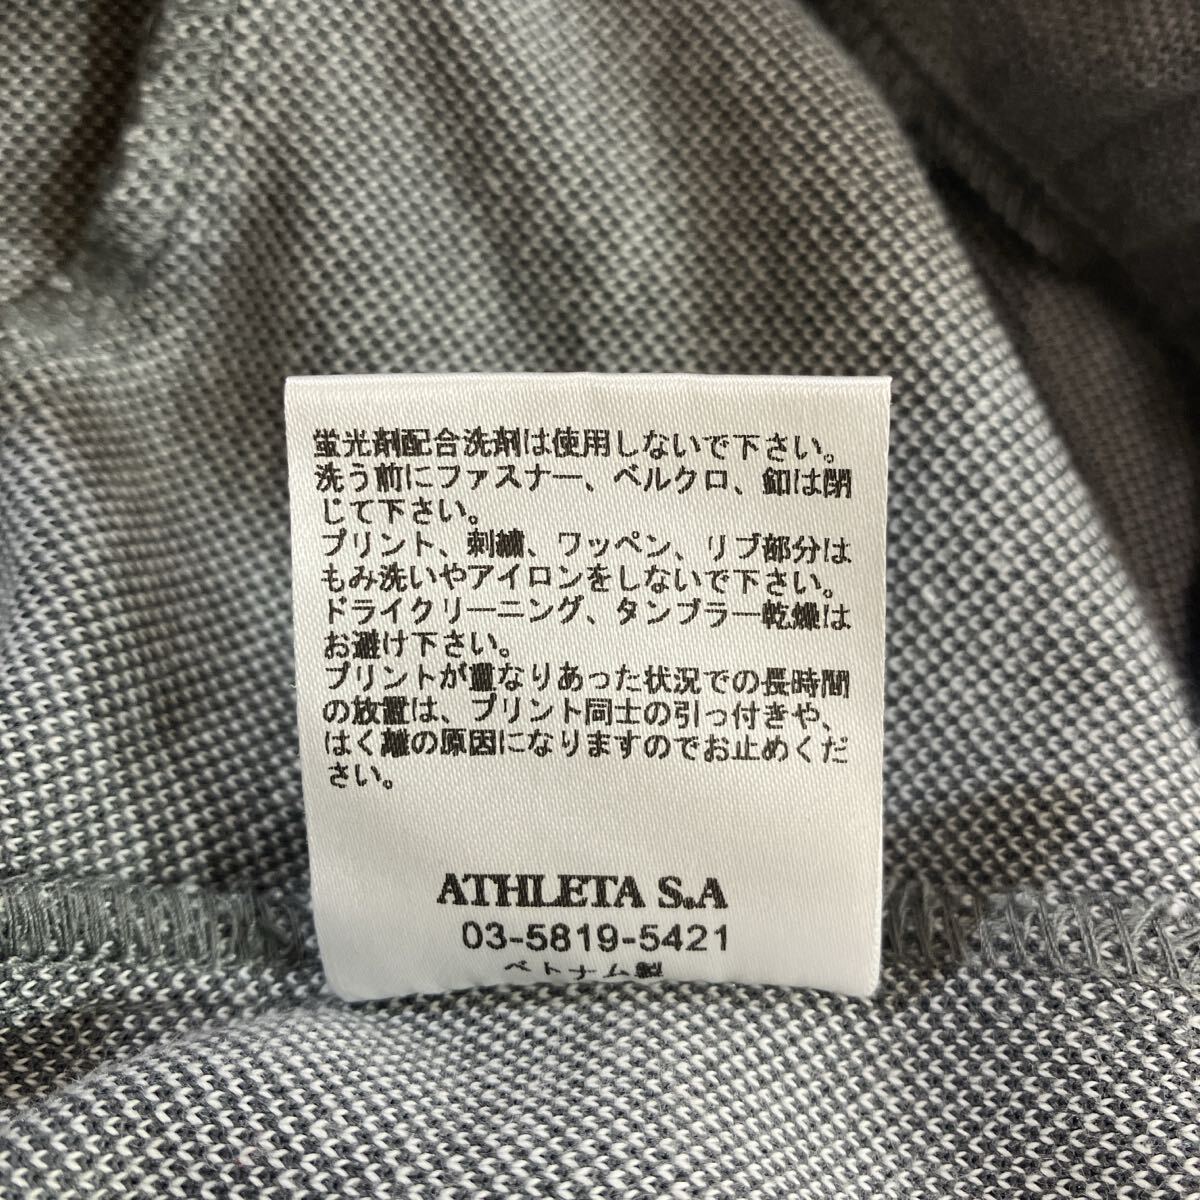 蛍光剤配合洗剤は使用しないで下さい。
洗う前にファスナー、ベルクロ、釦は閉
じて下さい。
プリント、刺繍、ワッペン、リブ部分は
もみ洗いやアイロンをしないで下さい。
ドライクリーニング、タンブラー乾燥は
お避け下さい。
プリントが重なりあった状況での長時間
の放置は、プリント同士の引っ付きや、
はく離の原因になりますのでお止めくだ
さい。
ATHLETA S.A
03-5819-5421
ベトナム製